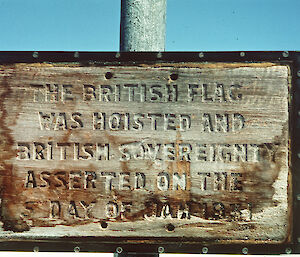 THE BRITISH FLAG
WAS HOISTED AND
BRITISH SOVEREIGNTY
ASSERTED ON THE
DAY OF